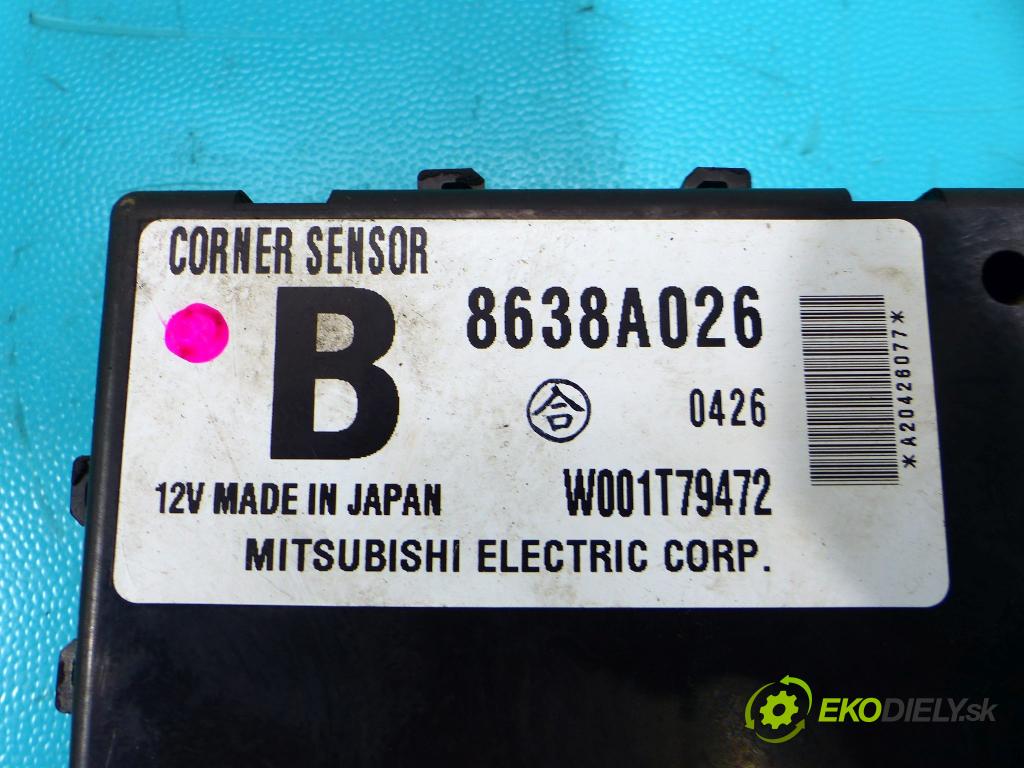 CORNER SENSOR
B
8638A026
合
0426
12V MADE IN JAPAN
W001T79472
MITSUBISHI ELECTRIC CORP.
*A20426077*
EKODIELY.sk